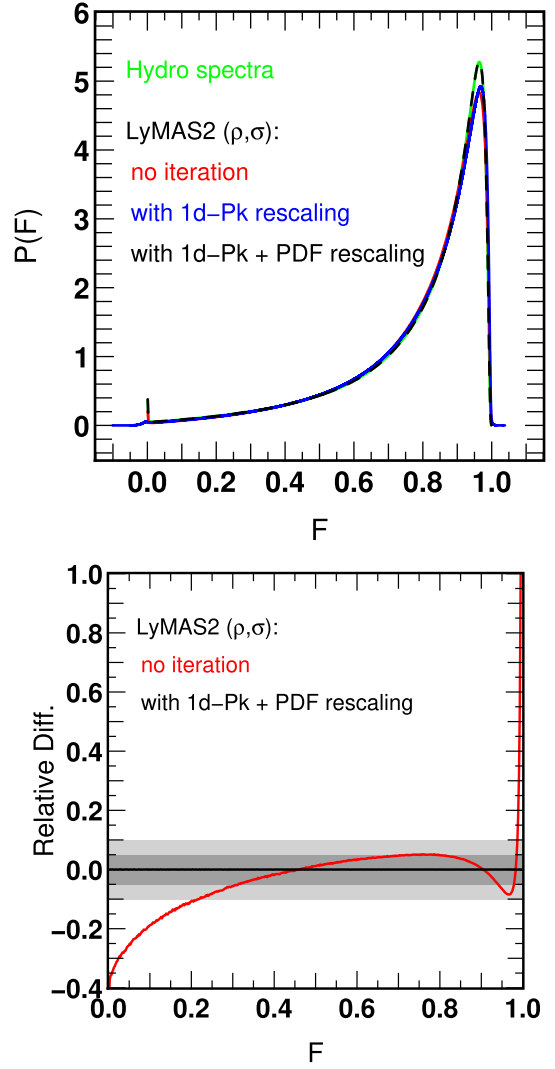 6
5
4
3
2
1
0
P(F)
Hydro spectra
LyMAS2 (ρ,σ):
no iteration
with 1d−Pk rescaling
with 1d−Pk + PDF rescaling
0.0 0.2 0.4 0.6 0.8 1.0
F
1.0
0.8
0.6
0.4
0.2
0.0
−0.2
−0.4
Relative Diff.
LyMAS2 (ρ,σ):
no iteration
with 1d−Pk + PDF rescaling
0.0 0.2 0.4 0.6 0.8 1.0
F